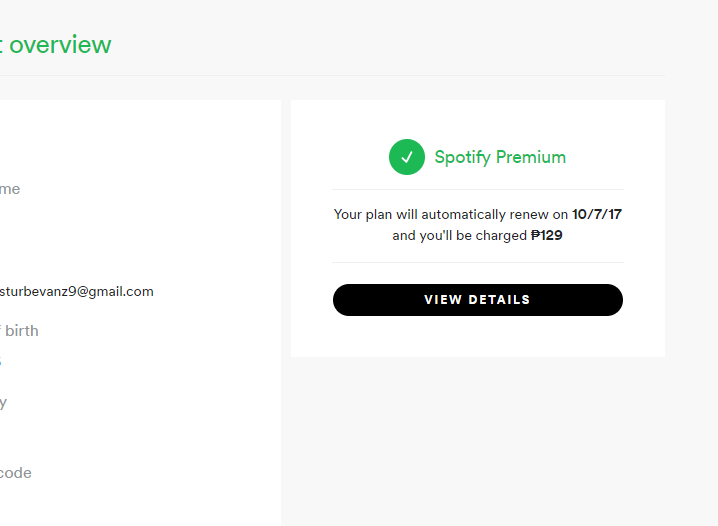 t overview
me
sturbevanz9@gmail.com
f birth
y
code
Spotify Premium
Your plan will automatically renew on 10/7/17
and you'll be charged ₱129
VIEW DETAILS